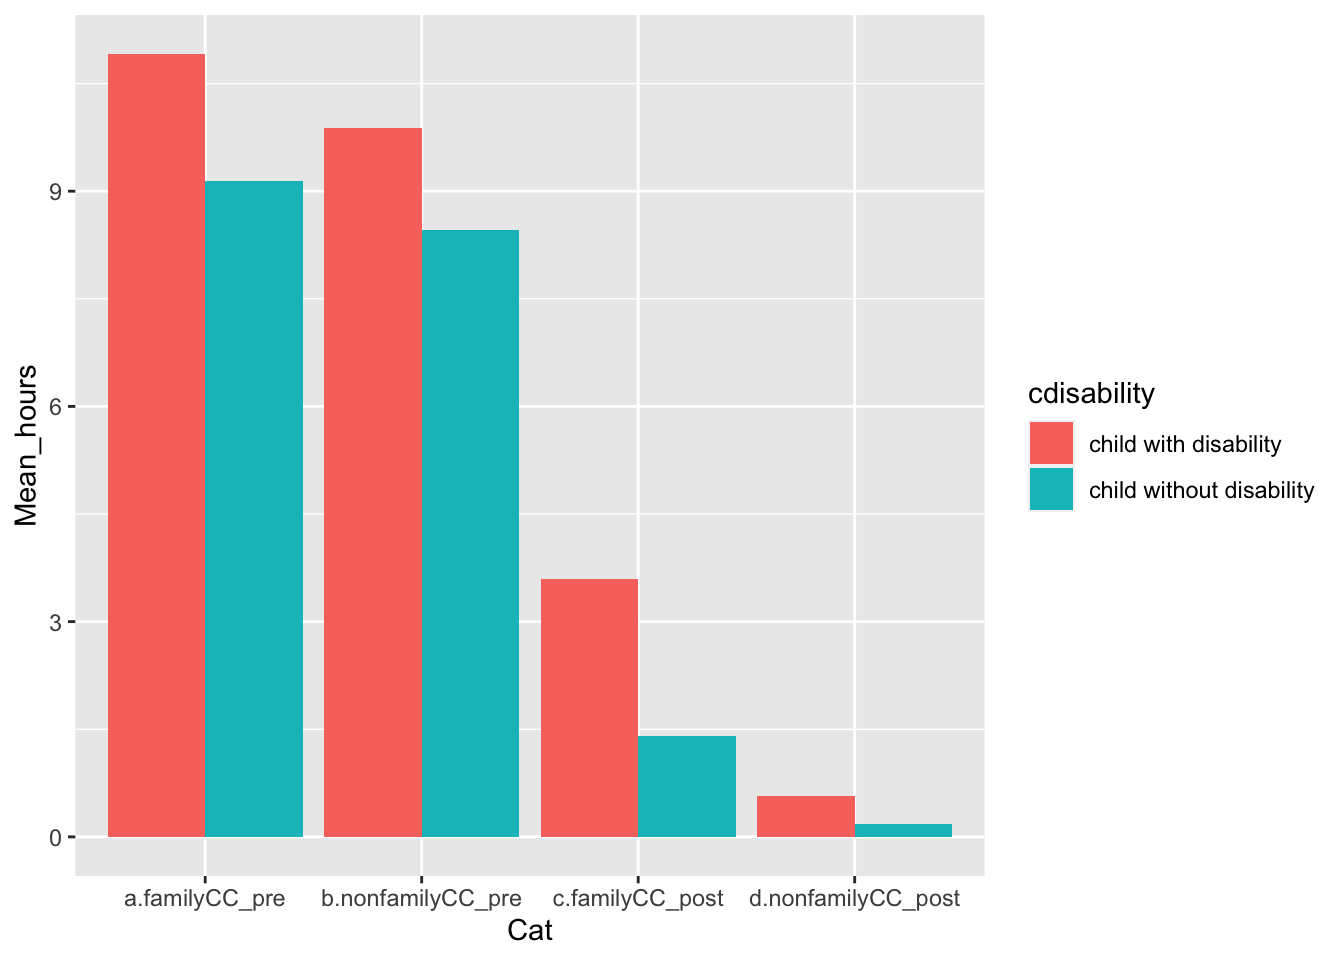 Mean_hours
9
6
3
0
a.familyCC_pre b.nonfamilyCC_pre c.familyCC_post d.nonfamilyCC_post
Cat
cdisability
child with disability
child without disability